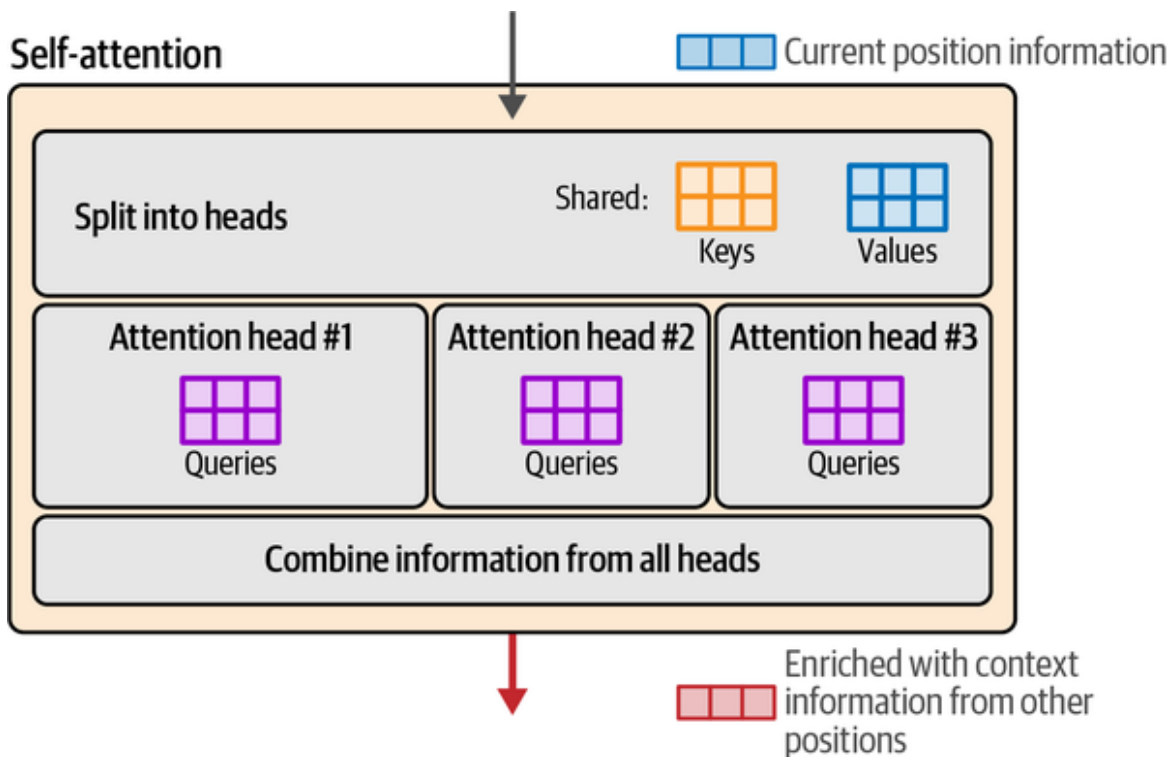 Self-attention
Current position information
Split into heads
Shared:
Keys
Values
Attention head #1
Attention head #2
Attention head #3
Queries
Queries
Queries
Combine information from all heads
Enriched with context
information from other
positions